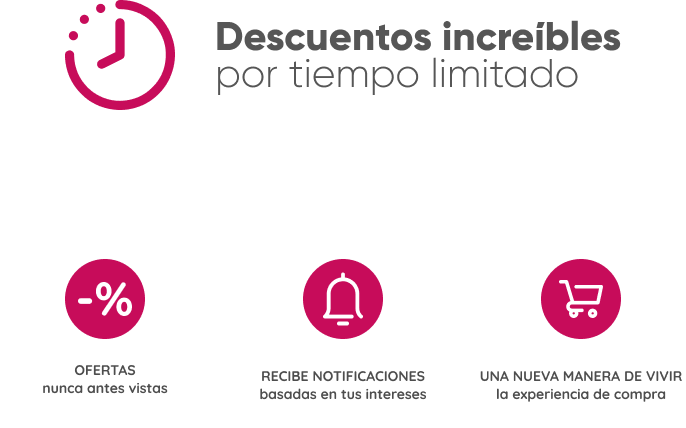 Descuentos increíbles
por tiempo limitado
-%
OFERTAS
nunca antes vistas
RECIBE NOTIFICACIONES
basadas en tus intereses
UNA NUEVA MANERA DE VIVIR
la experiencia de compra